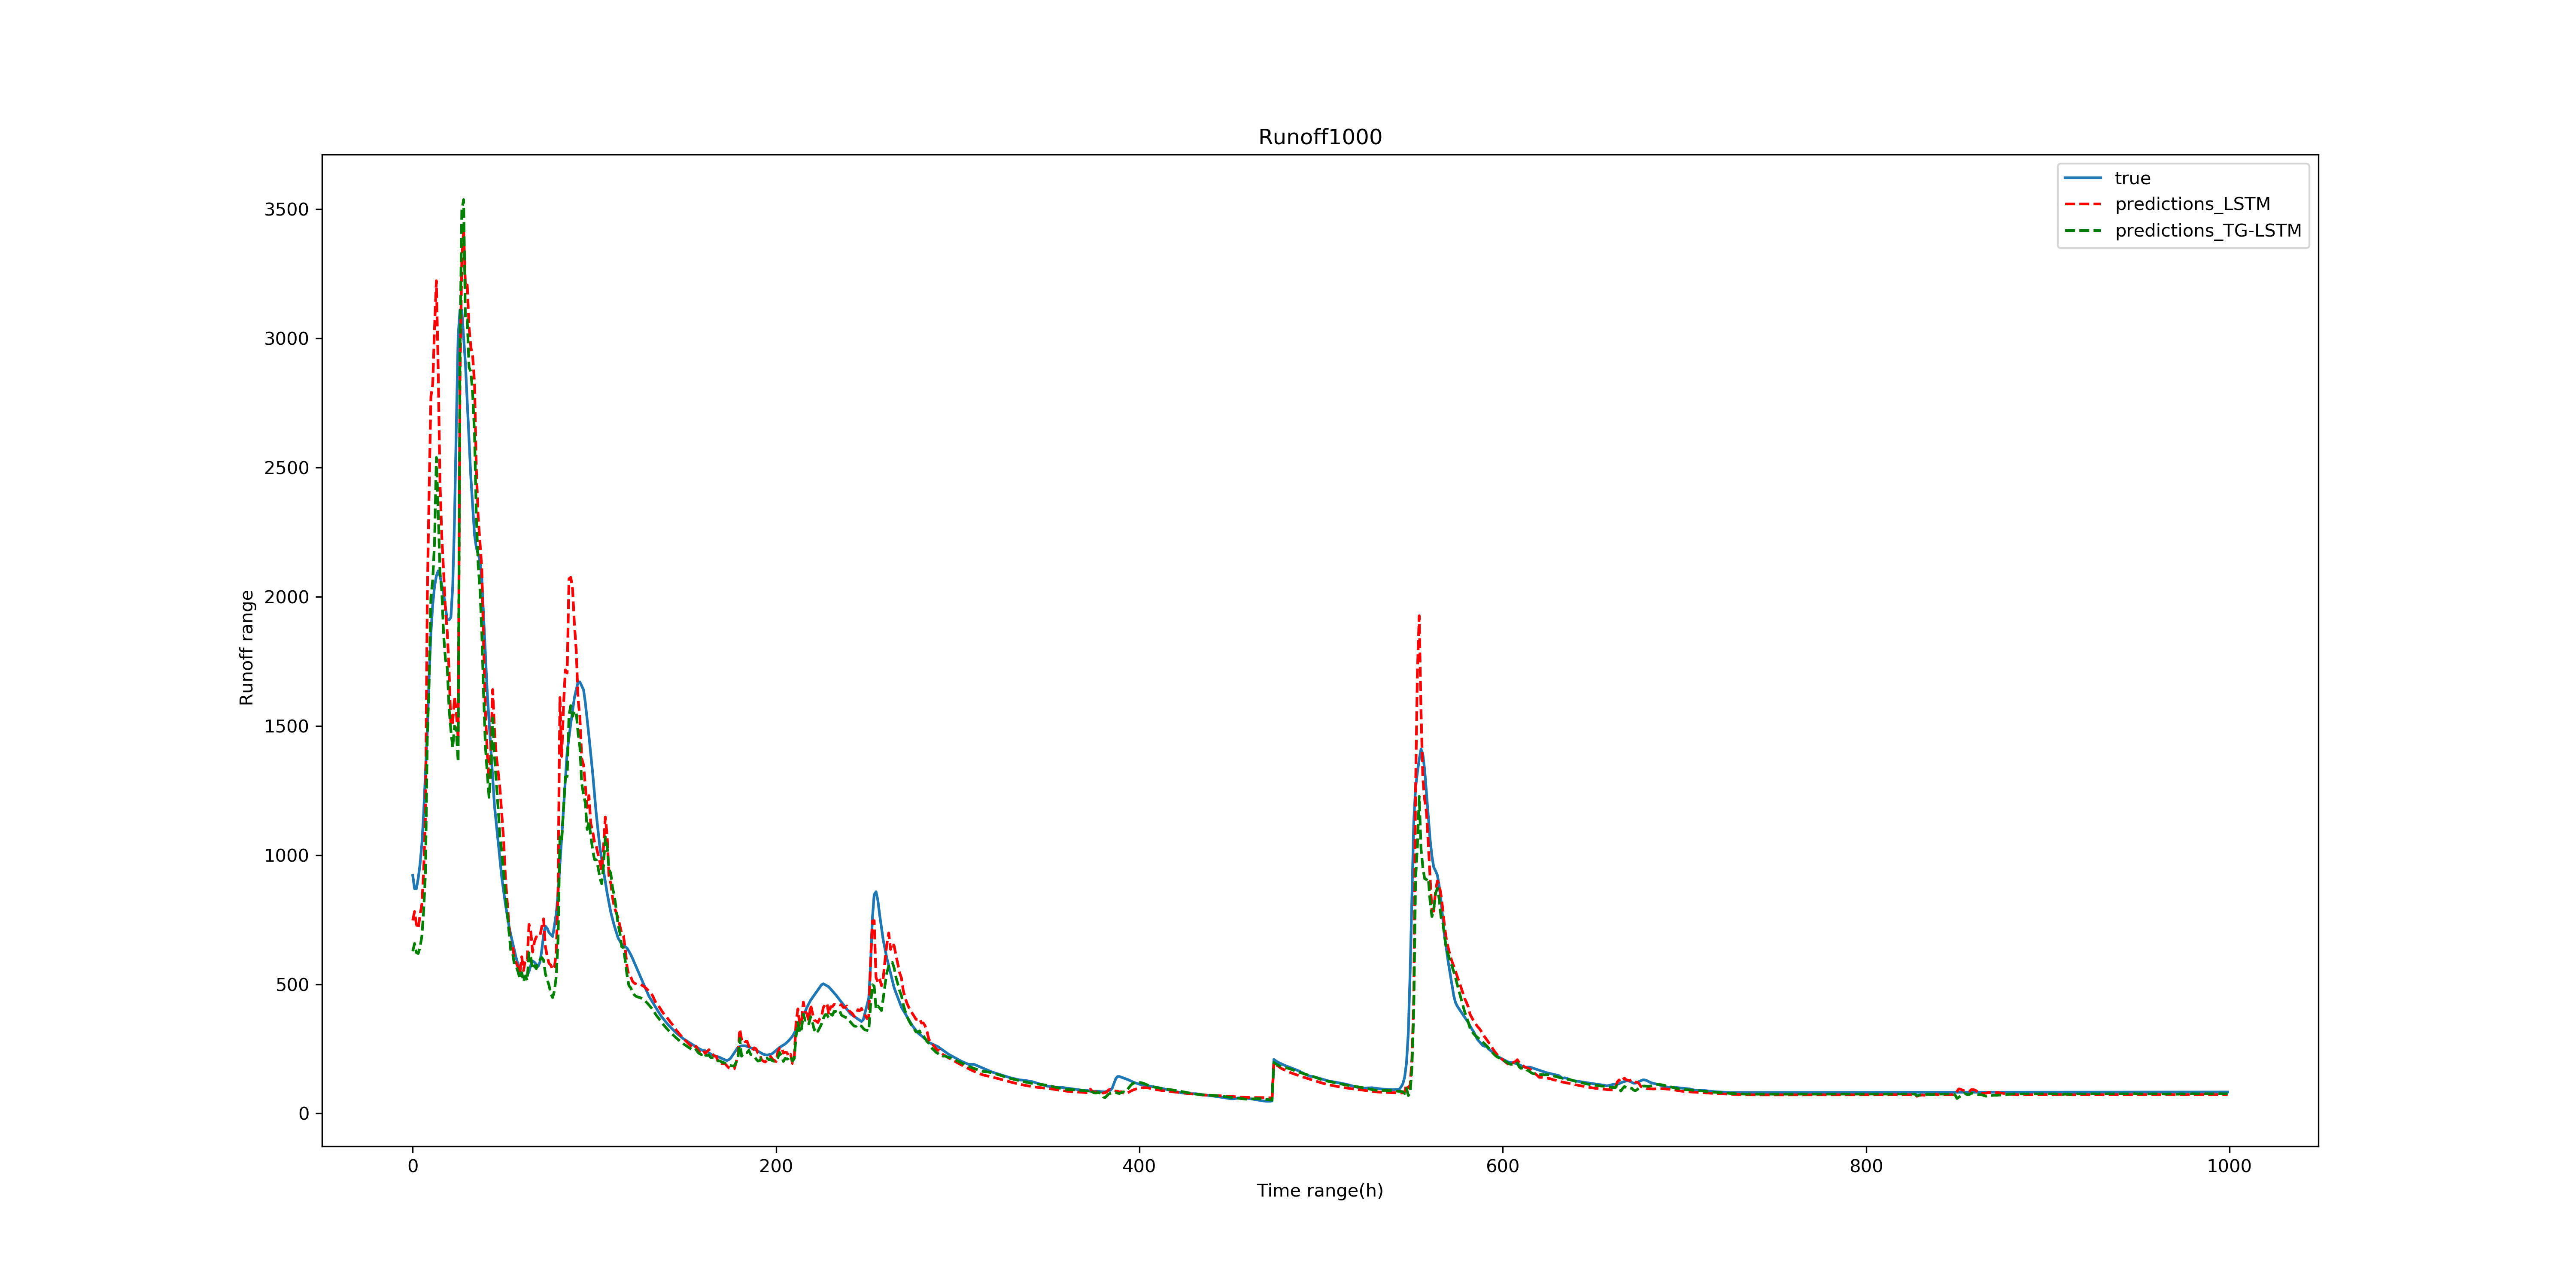 Runoff1000
true
predictions_LSTM
predictions_TG-LSTM
3500
3000
2500
2000
1500
1000
500
0
Runoff range
0 200 400 600 800 1000
Time range(h)